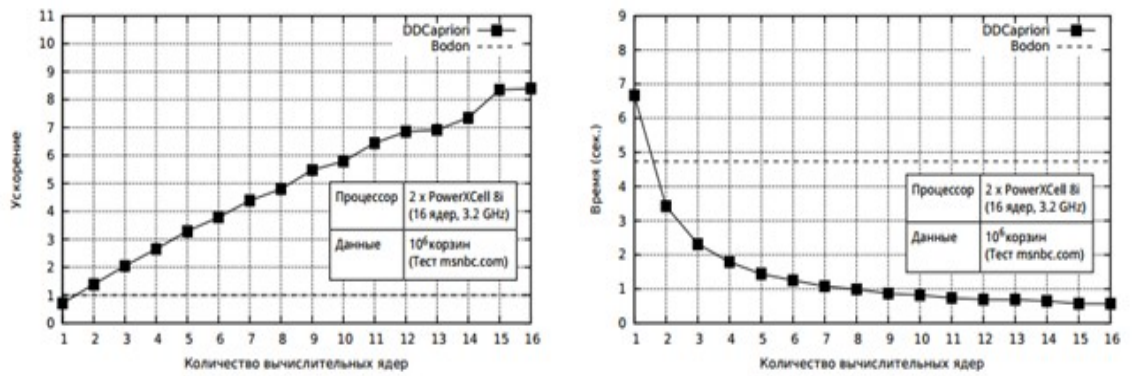 11
10
9
8
7
6
5
4
3
2
1
0
Ускорение
DDCapriori
Bodon
Процессор 2 x PowerXCell 8i
(16 ядер, 3.2 GHz)
Данные 10⁶ корзин
(Тест msnbc.com)
1 2 3 4 5 6 7 8 9 10 11 12 13 14 15 16
Количество вычислительных ядер
9
8
7
6
5
4
3
2
1
0
Время (сек..)
DDCapriori
Bodon
Процессор 2 x PowerXCell 8i
(16 ядер, 3.2 GHz)
Данные 10⁶ корзин
(Тест msnbc.com)
1 2 3 4 5 6 7 8 9 10 11 12 13 14 15 16
Количество вычислительных ядер